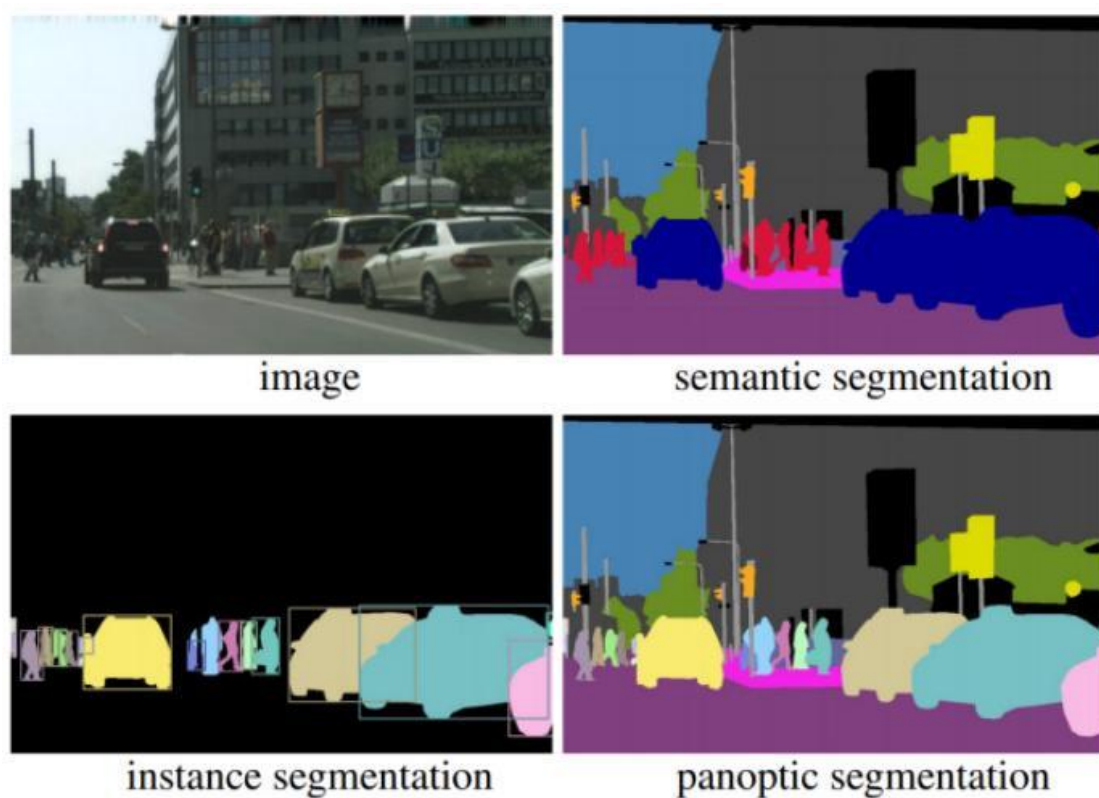 image
semantic segmentation
instance segmentation
panoptic segmentation